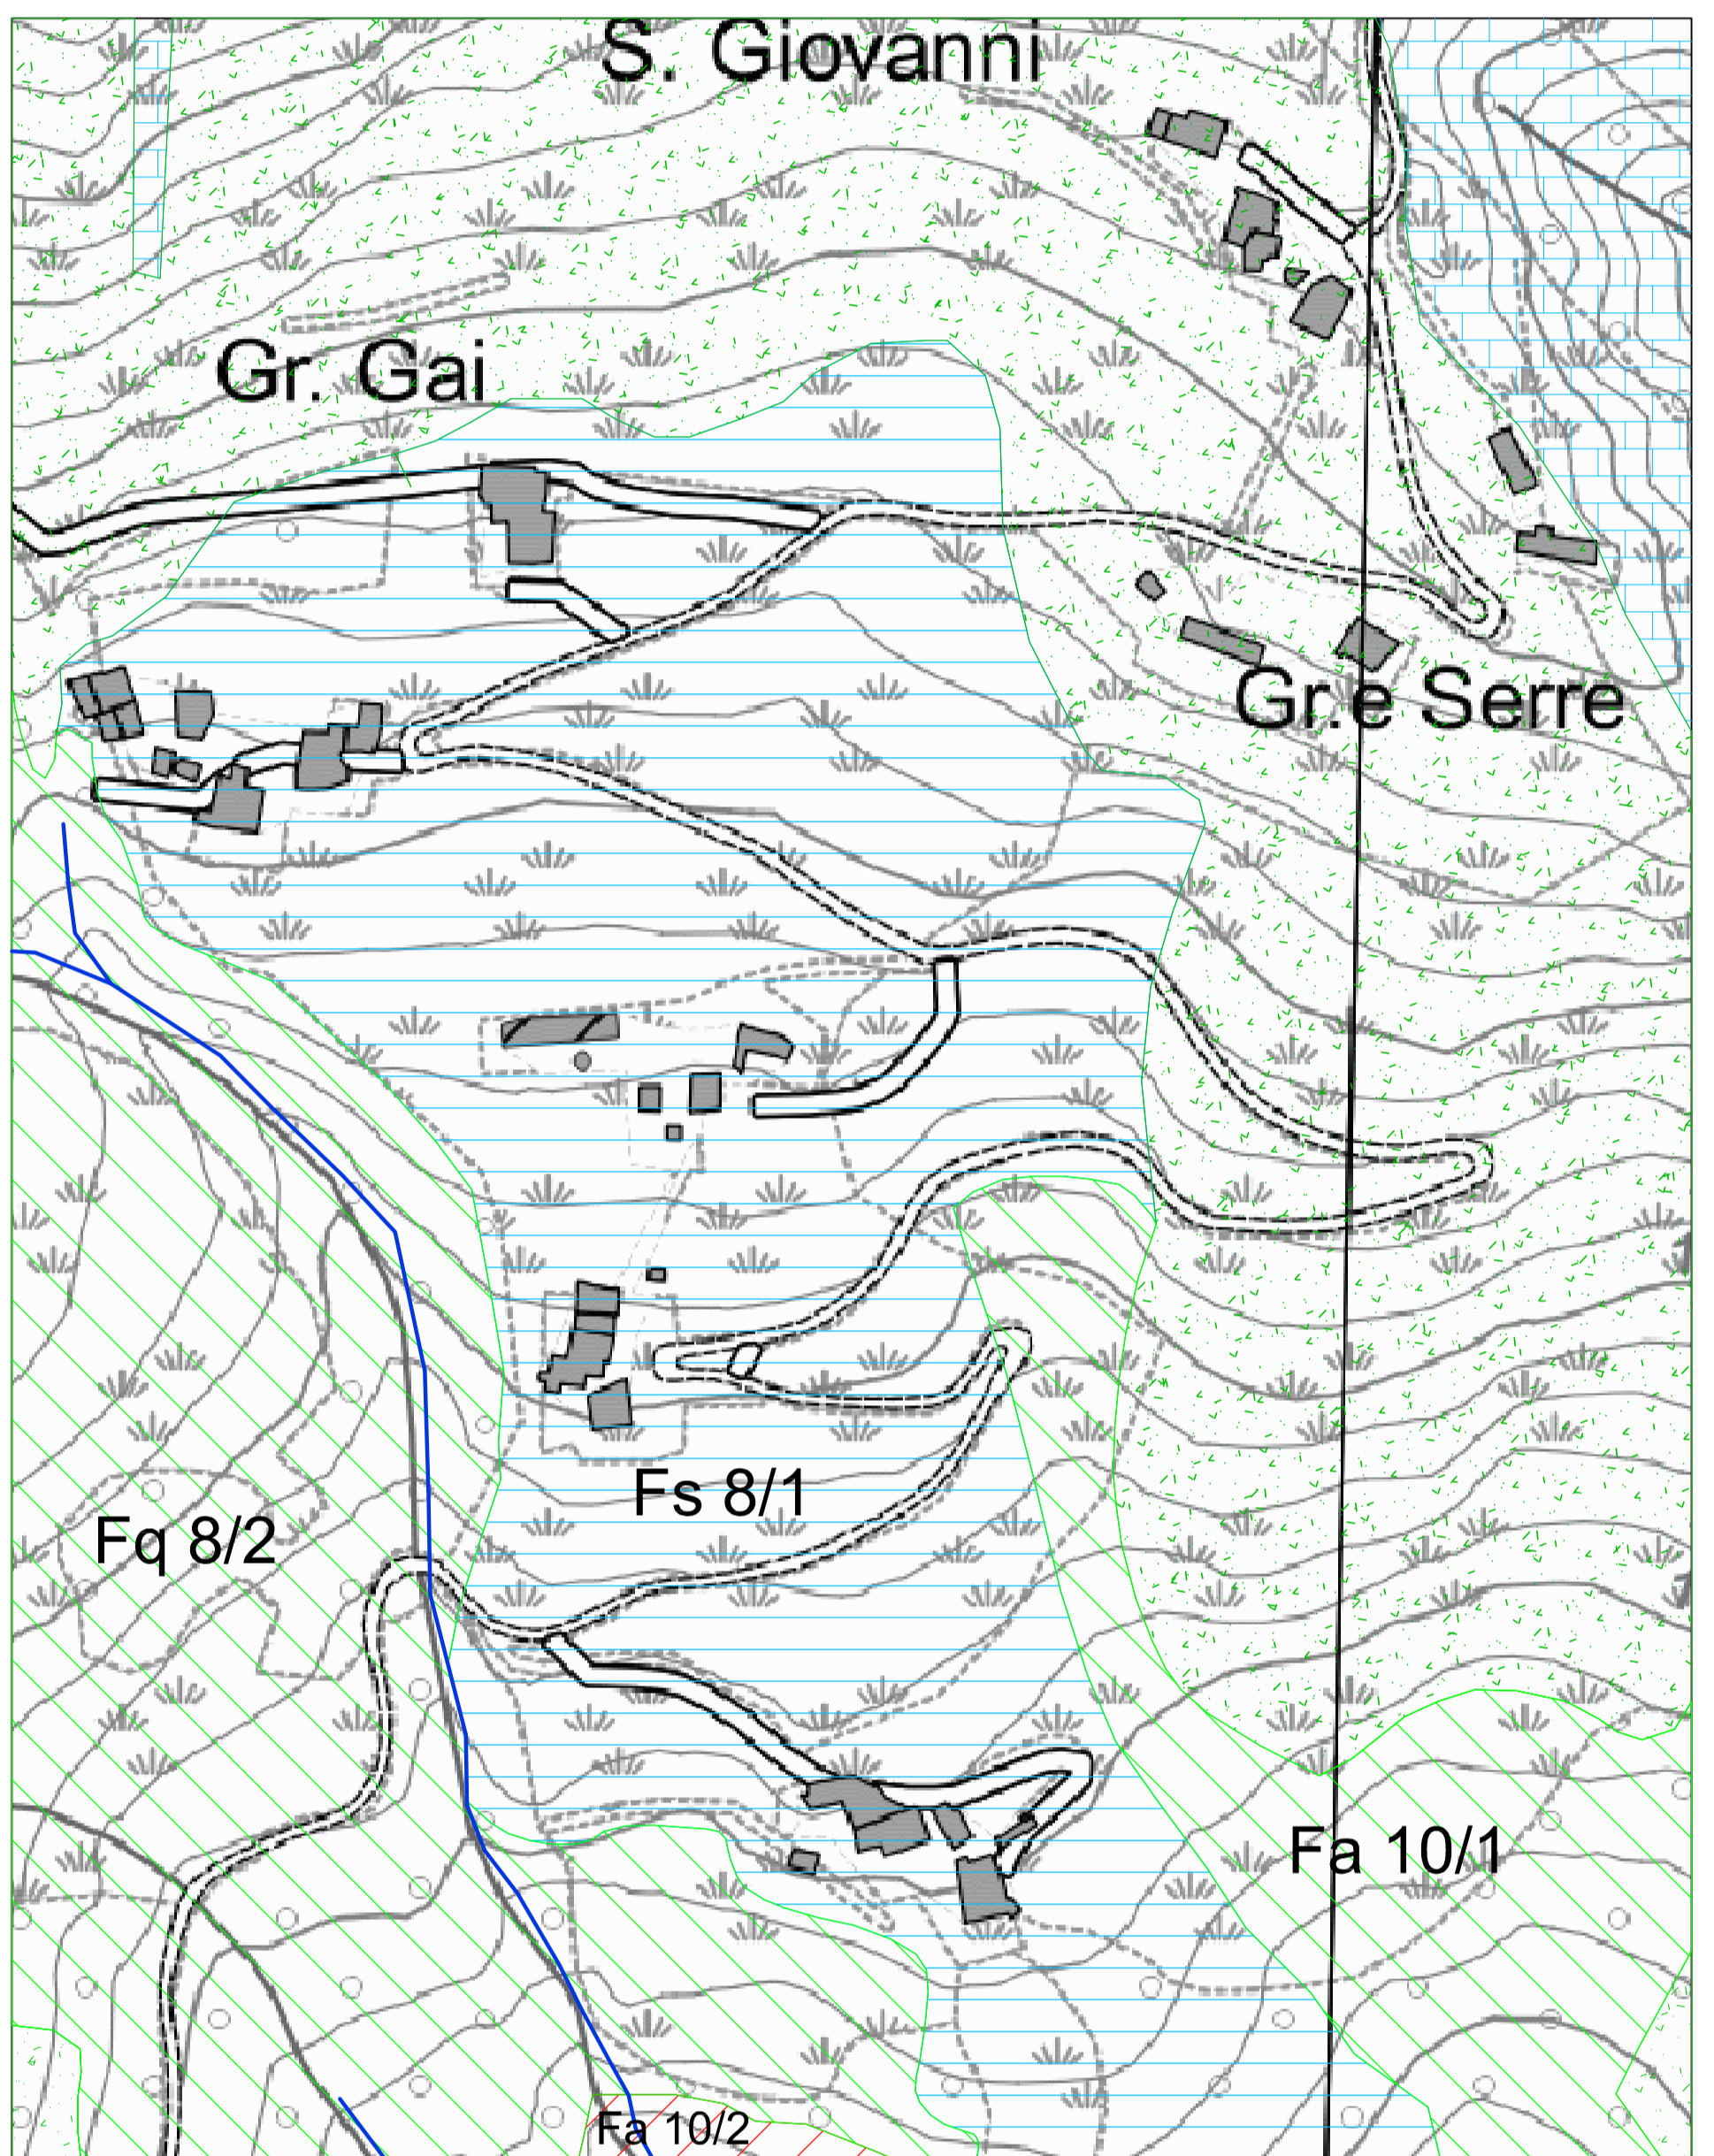 S. Giovanni
Gr. Gai
Gr.e Serre
Fs 8/1
Fq 8/2
Fa 10/1
Fa 10/2